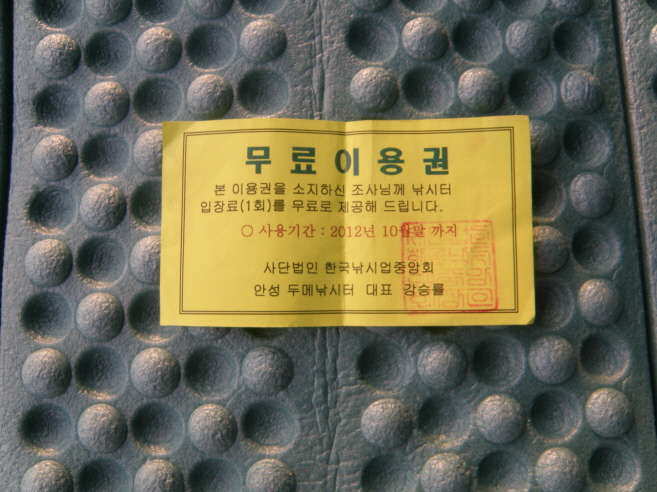 무료이용권
본 이용권을 소지하신 조사님께 낚시터
입장료(1회)를 무료로 제공해 드립니다.
○ 사용기간 : 2012년 10월말 까지
사단법인 한국낚시업중앙회
안성 두메낚시터 대표 강승률